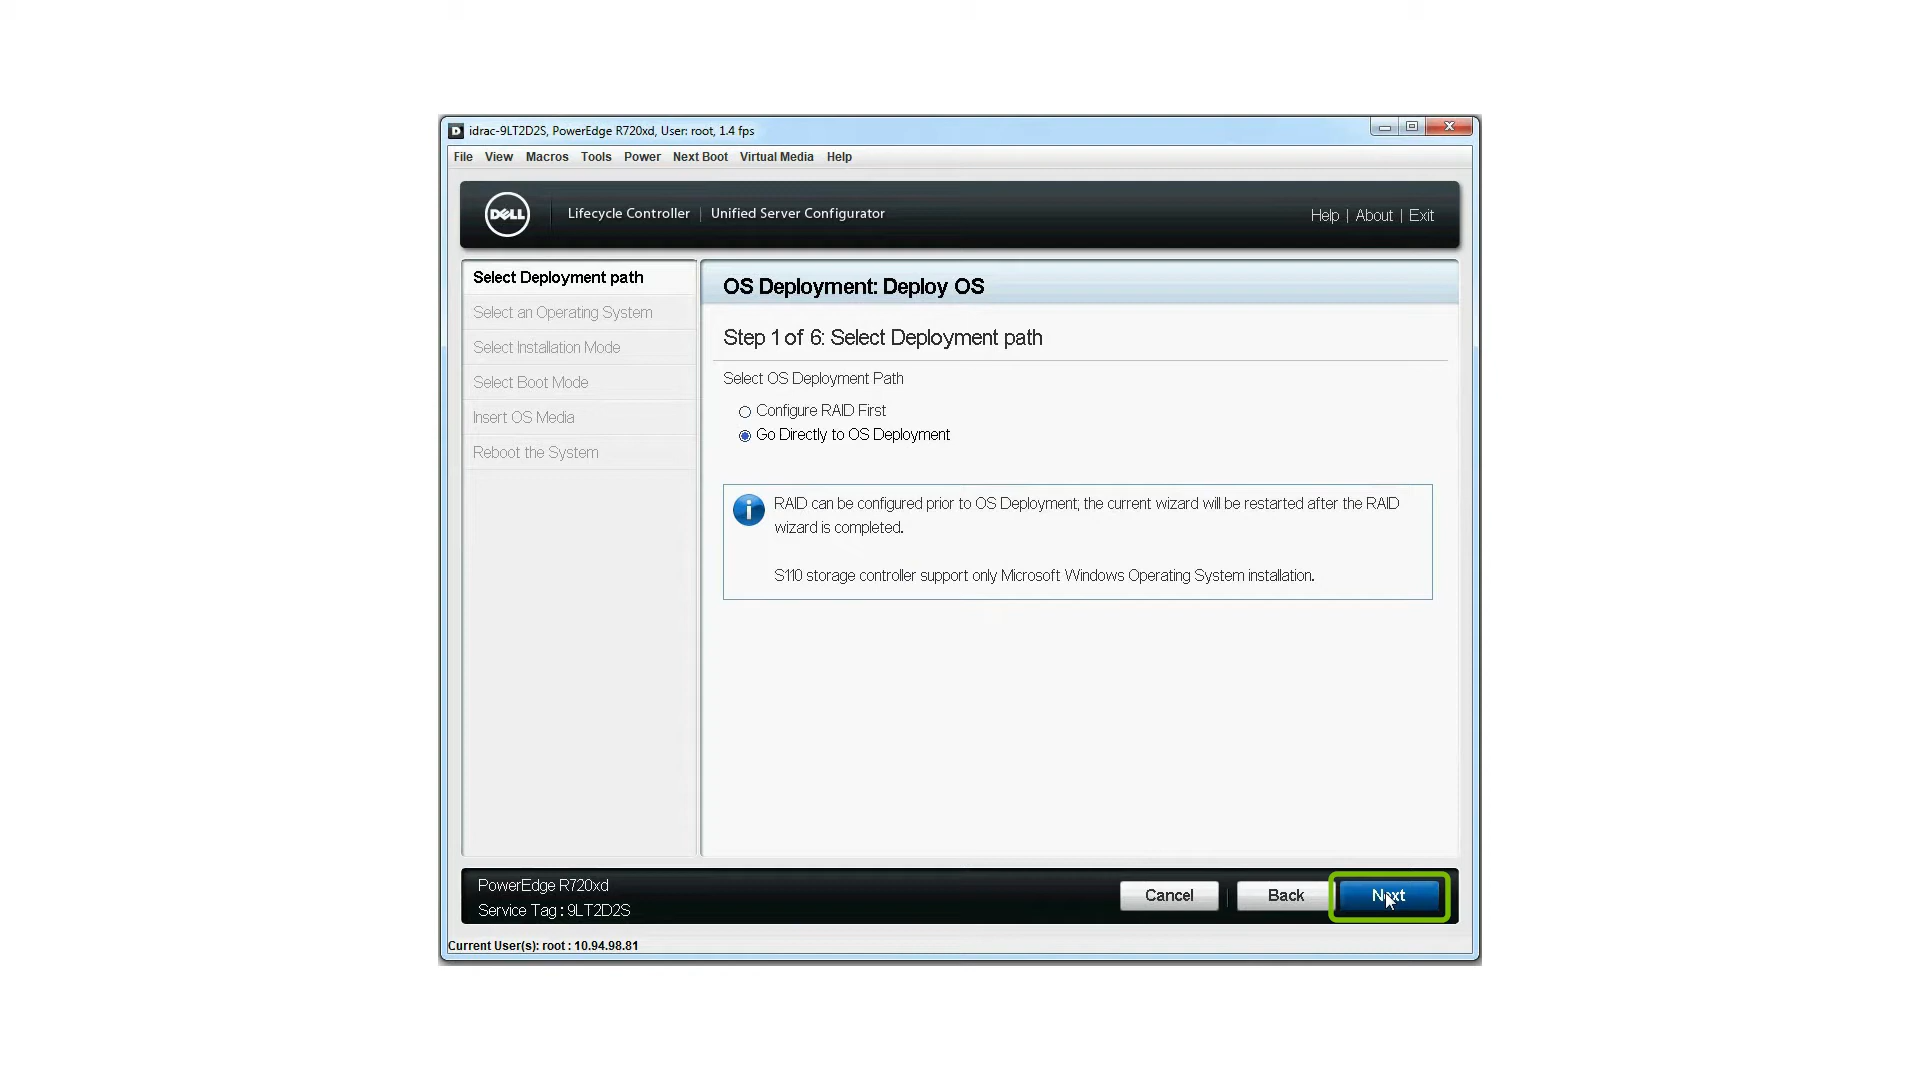 idrac-9LT2D2S, PowerEdge R720xd, User: root, 1.4 fps
File View Macros Tools Power Next Boot Virtual Media Help
DELL Lifecycle Controller | Unified Server Configurator Help | About | Exit
Select Deployment path
Select an Operating System
Select Installation Mode
Select Boot Mode
Insert OS Media
Reboot the System
OS Deployment: Deploy OS
Step 1 of 6: Select Deployment path
Select OS Deployment Path
Configure RAID First
Go Directly to OS Deployment
RAID can be configured prior to OS Deployment; the current wizard will be restarted after the RAID
wizard is completed.
S110 storage controller support only Microsoft Windows Operating System installation.
PowerEdge R720xd
Service Tag : 9LT2D2S
Cancel Back Next
Current User(s): root : 10.94.98.81